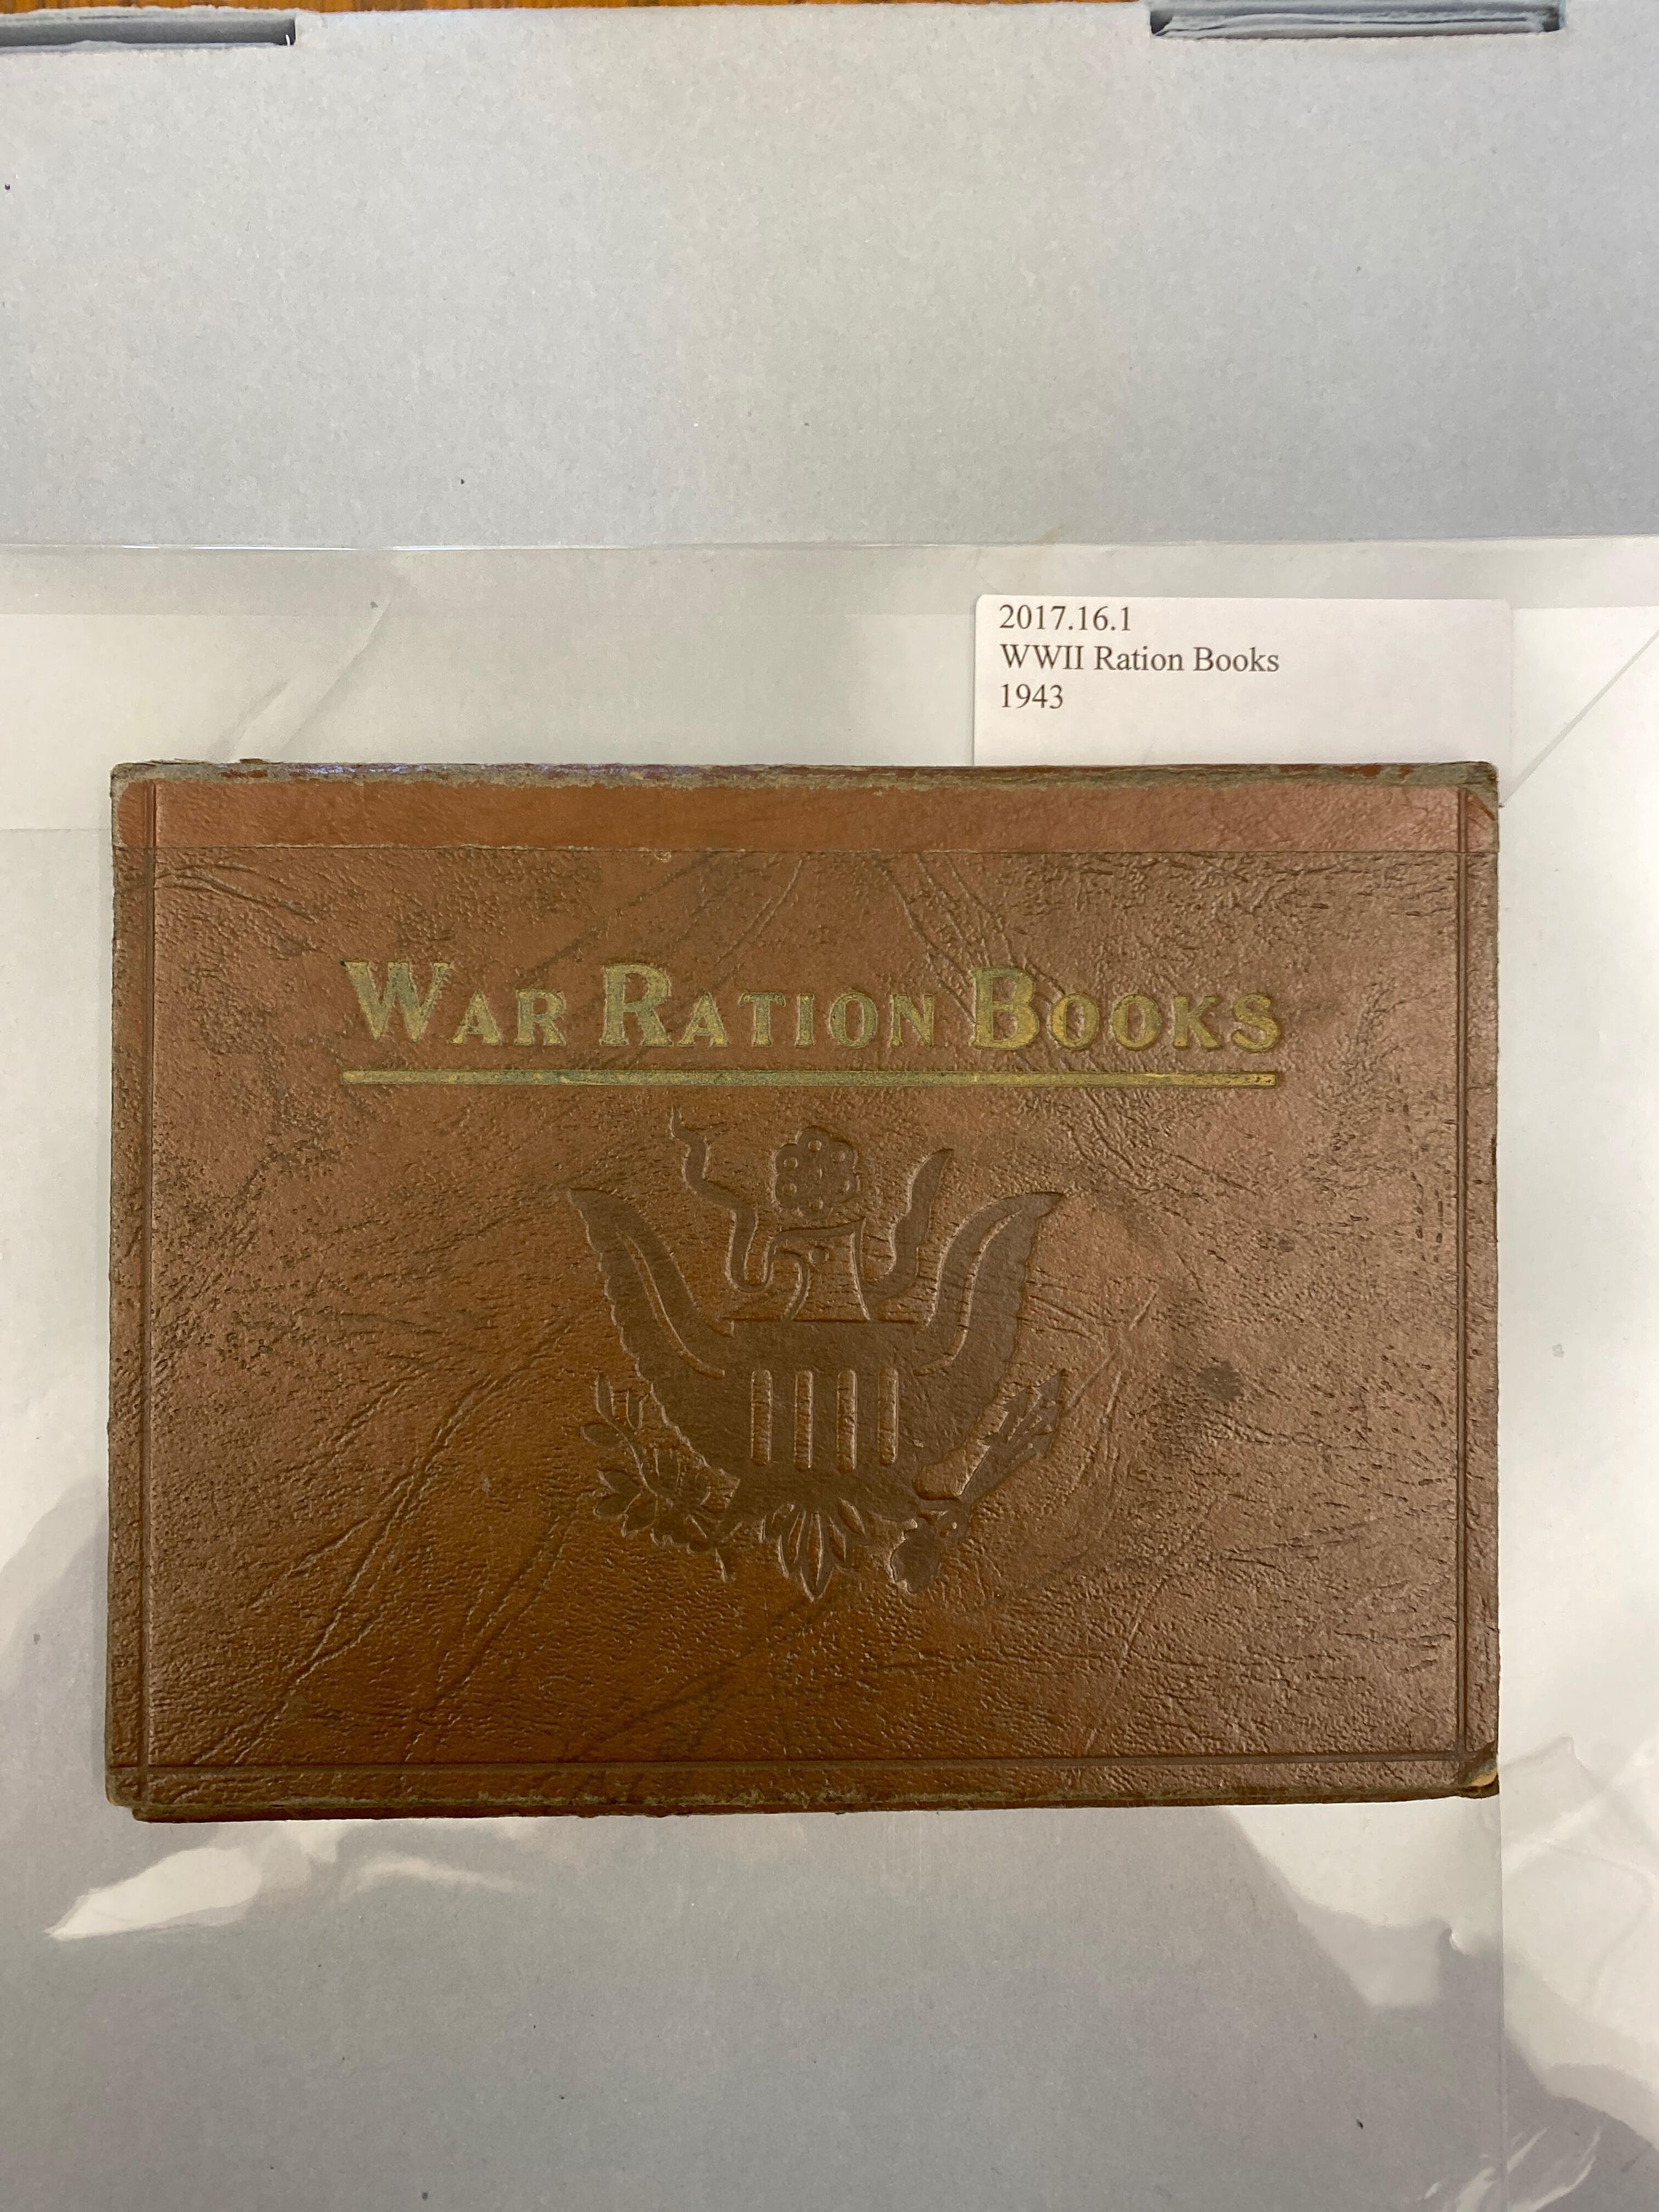 2017.16.1
WWII Ration Books
1943
WAR RATION BOOKS